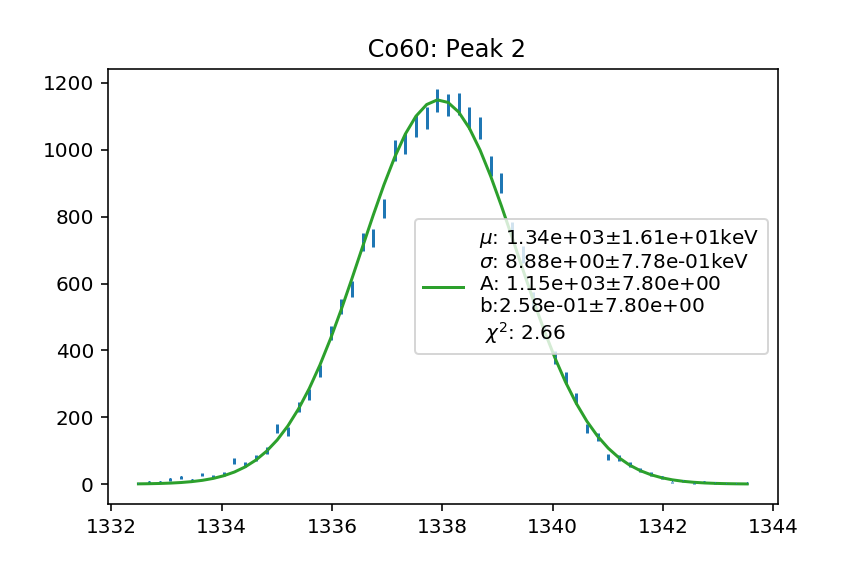 Co60: Peak 2
1200
1000
800
600
400
200
0
μ: 1.34e+03±1.61e+01keV
σ: 8.88e+00±7.78e-01keV
A: 1.15e+03±7.80e+00
b:2.58e-01±7.80e+00
χ²: 2.66
1332 1334 1336 1338 1340 1342 1344